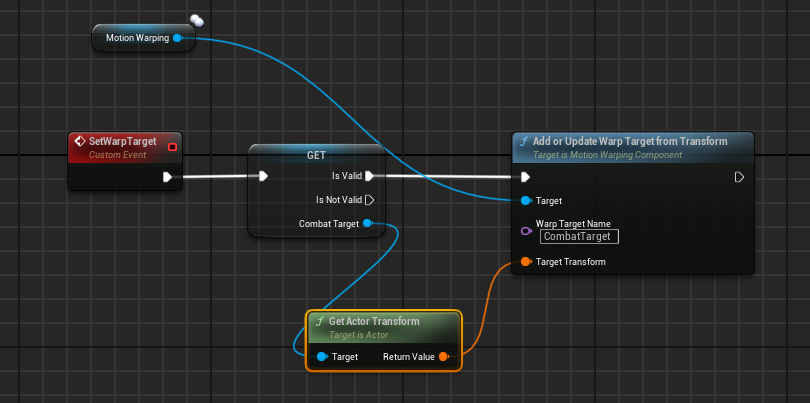 Motion Warping
SetWarpTarget
Custom Event
GET
Is Valid
Is Not Valid
Combat Target
f Add or Update Warp Target from Transform
Target is Motion Warping Component
Target
Warp Target Name
CombatTarget
Target Transform
f Get Actor Transform
Target is Actor
Target Return Value